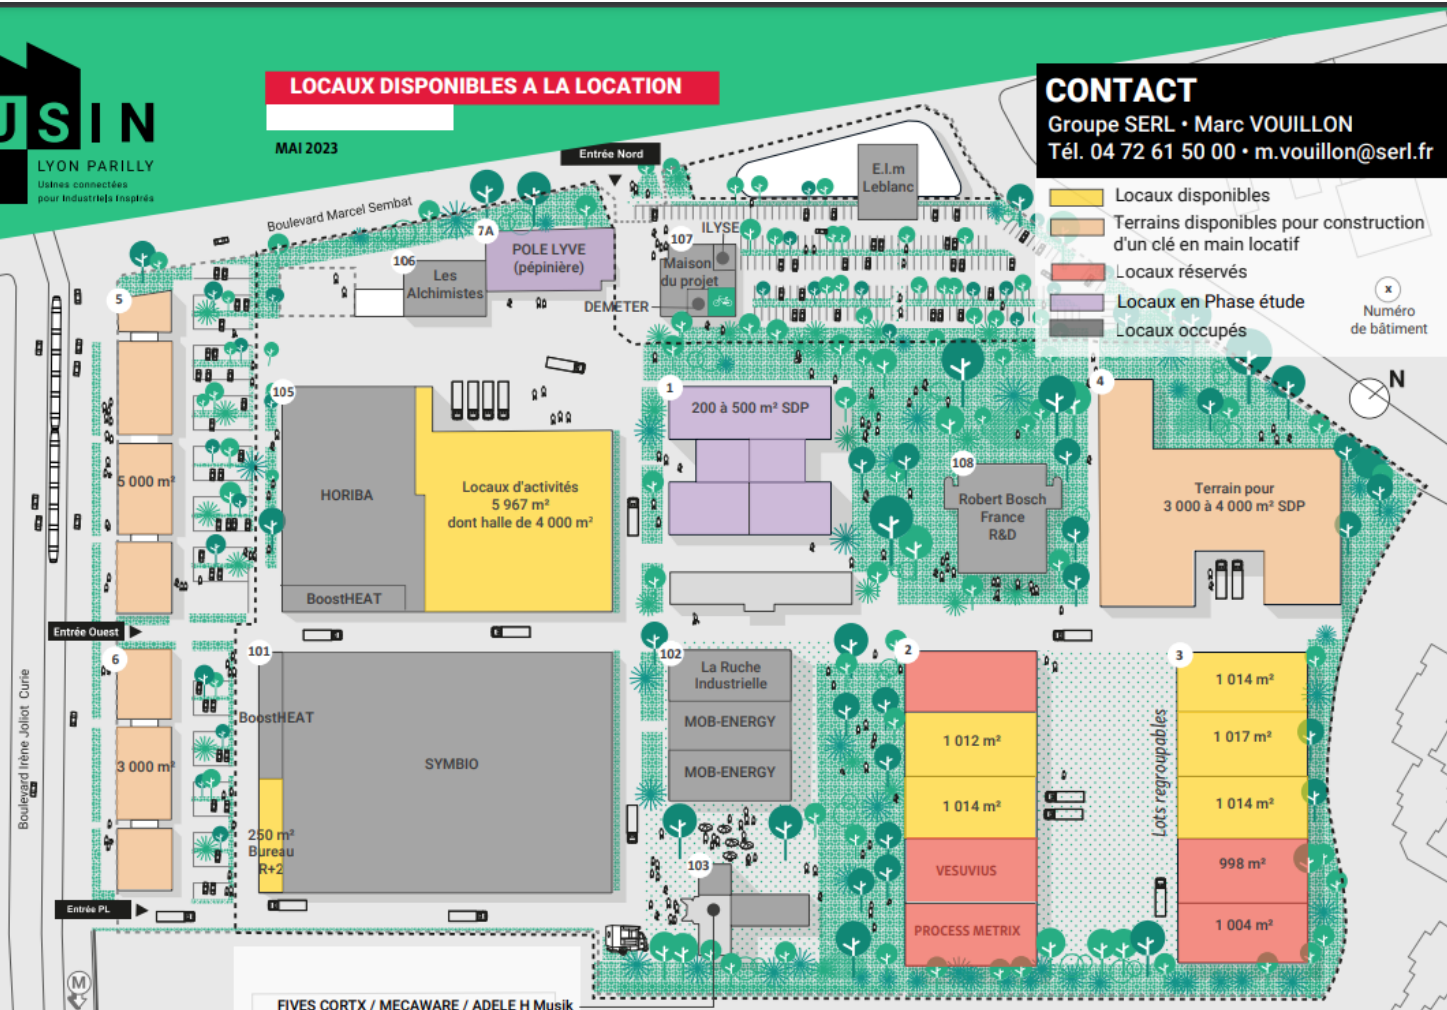 USIN
LYON PARILLY
Usines connectées
pour Industriels Inspirés
LOCAUX DISPONIBLES A LA LOCATION
MAI 2023
CONTACT
Groupe SERL • Marc VOUILLON
Tél. 04 72 61 50 00 • m.vouillon@serl.fr
Locaux disponibles
Terrains disponibles pour construction
d'un clé en main locatif
Locaux réservés
Locaux en Phase étude
Locaux occupés
x
Numéro
de bâtiment
N
Entrée Nord
Boulevard Marcel Sembat
E.l.m
Leblanc
7A
POLE LYVE
(pépinière)
106
Les
Alchimistes
107
ILYSE
Maison
du projet
DEMETER
5
5 000 m²
105
HORIBA
BoostHEAT
Locaux d'activités
5 967 m²
dont halle de 4 000 m²
1
200 à 500 m² SDP
108
Robert Bosch
France
R&D
4
Terrain pour
3 000 à 4 000 m² SDP
Entrée Ouest
6
3 000 m²
Boulevard Irène Joliot Curie
101
BoostHEAT
SYMBIO
250 m²
Bureau
R+2
102
La Ruche
Industrielle
MOB-ENERGY
MOB-ENERGY
103
2
1 012 m²
1 014 m²
VESUVIUS
PROCESS METRIX
Lots regroupables
3
1 014 m²
1 017 m²
1 014 m²
998 m²
1 004 m²
Entrée PL
M
FIVES CORTX / MECAWARE / ADELE H Musik